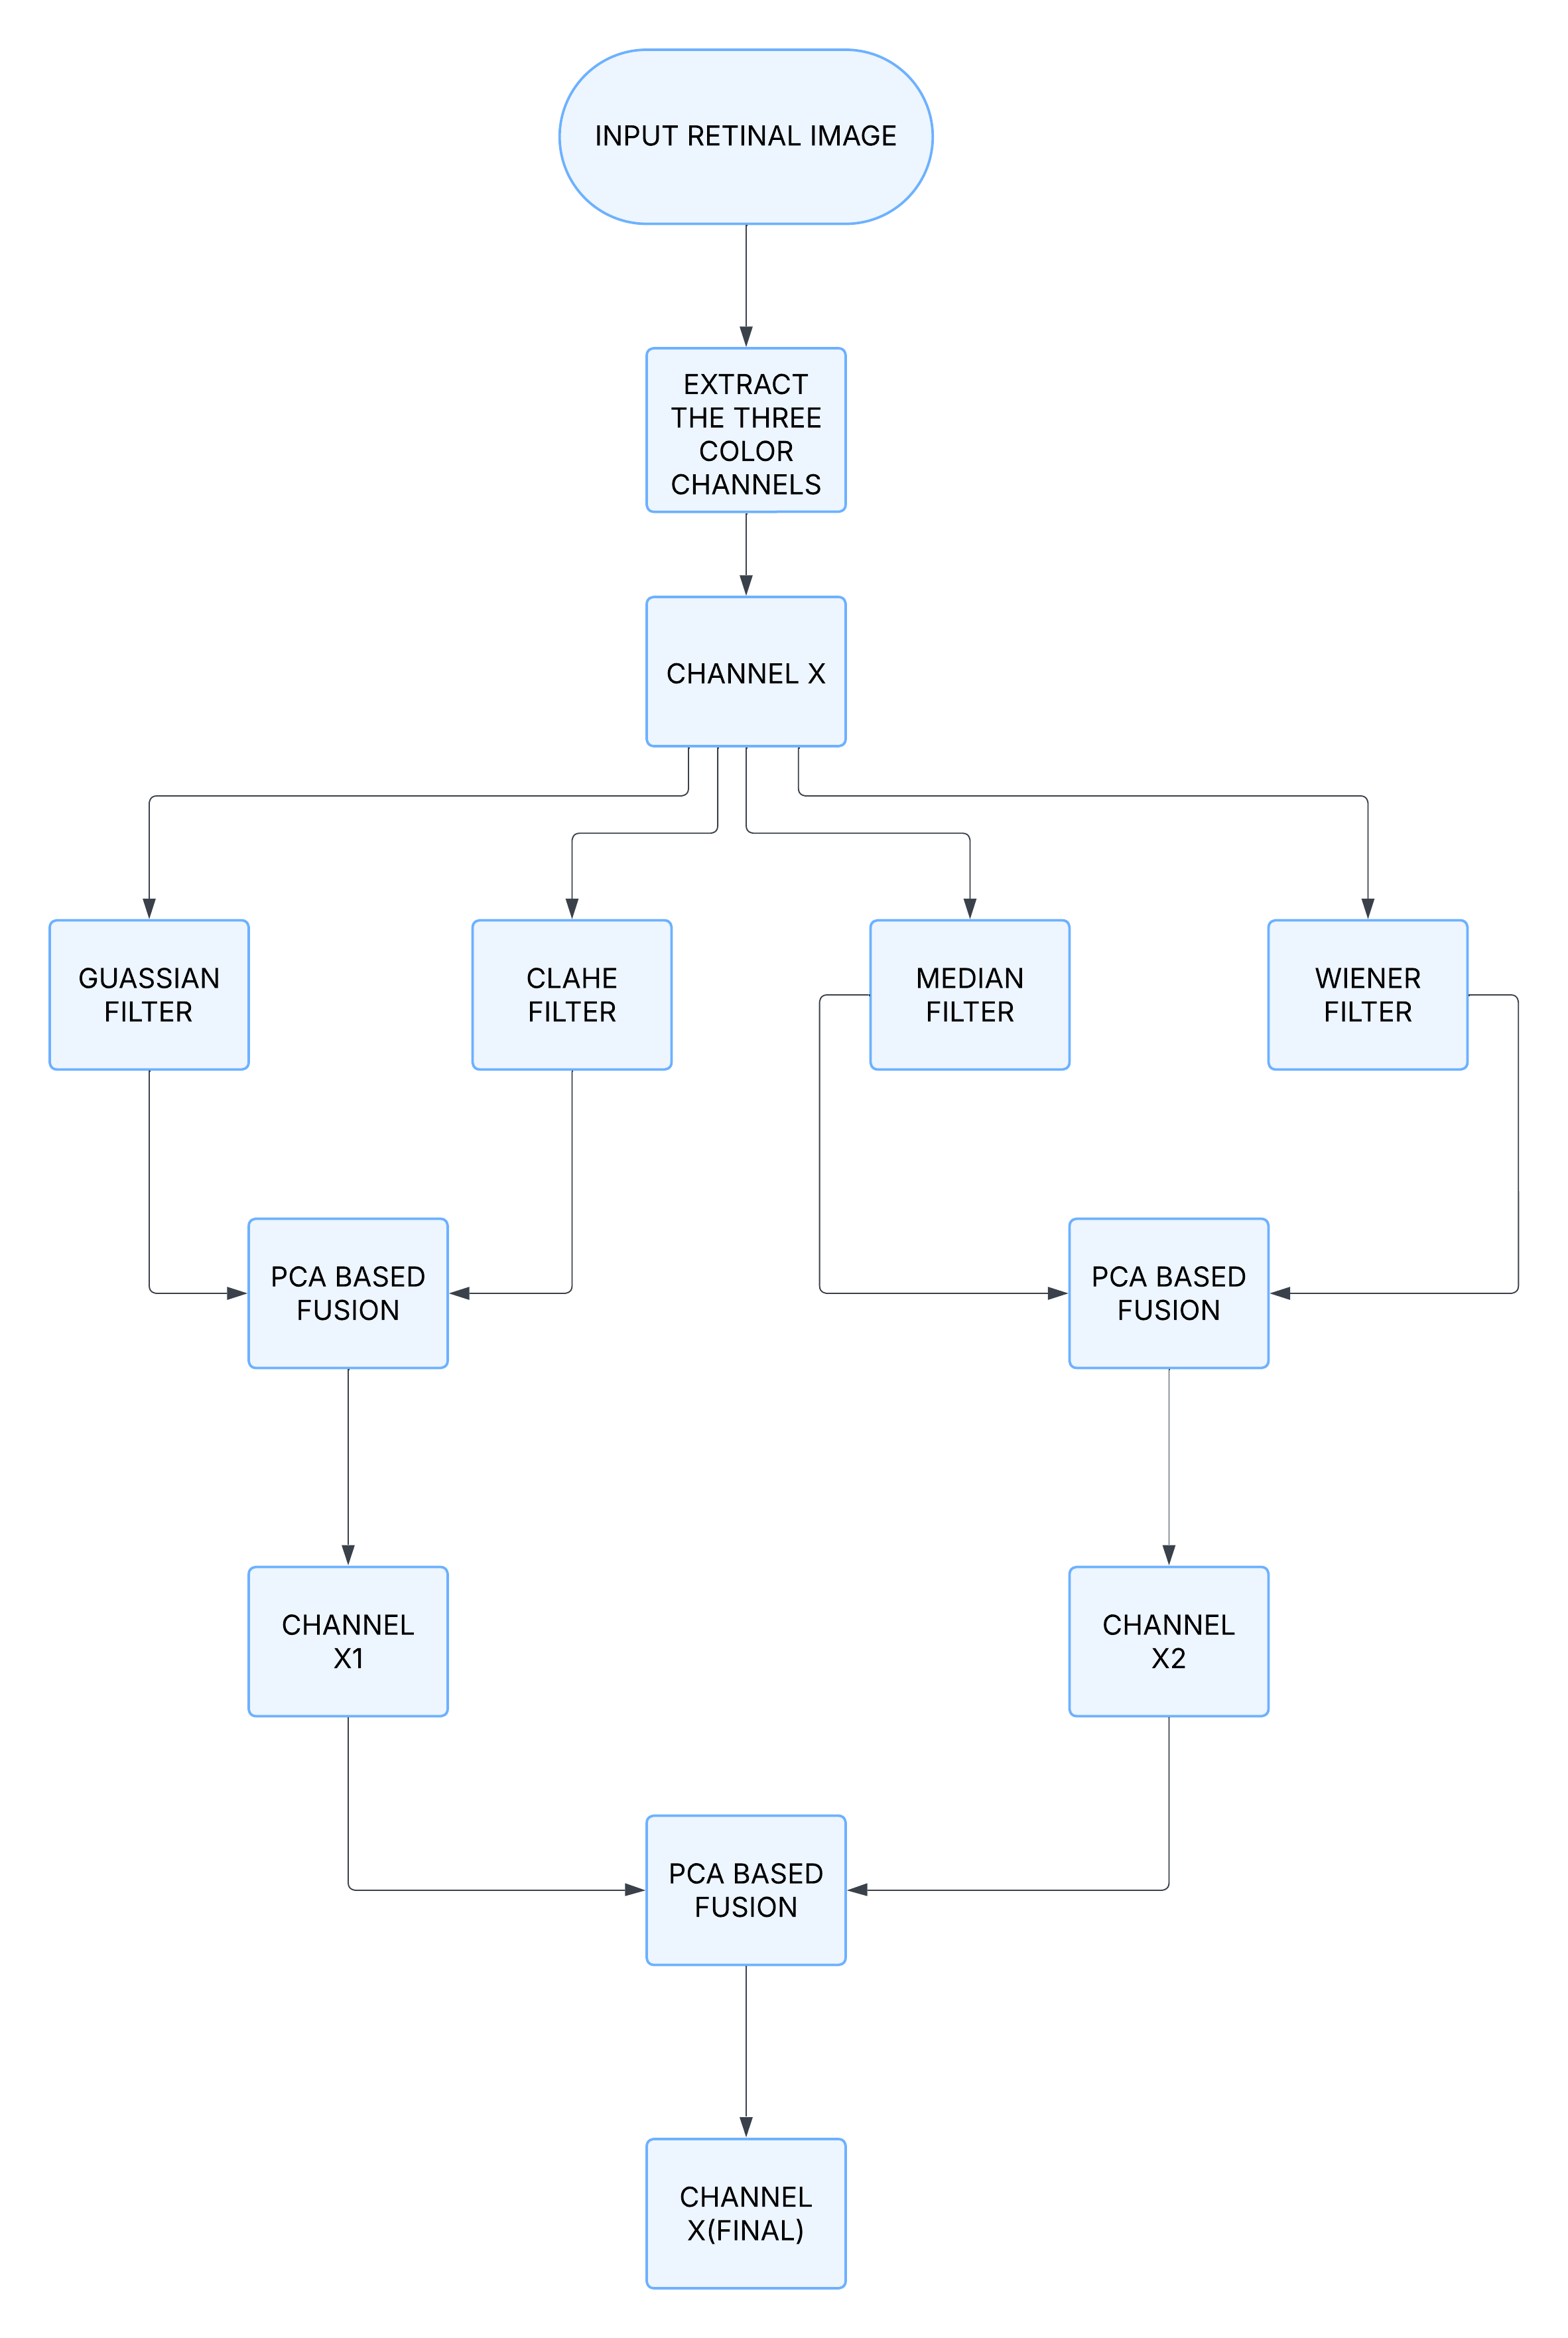 INPUT RETINAL IMAGE
EXTRACT
THE THREE
COLOR
CHANNELS
CHANNEL X
GUASSIAN
FILTER
CLAHE
FILTER
MEDIAN
FILTER
WIENER
FILTER
PCA BASED
FUSION
PCA BASED
FUSION
CHANNEL
X1
CHANNEL
X2
PCA BASED
FUSION
CHANNEL
X(FINAL)